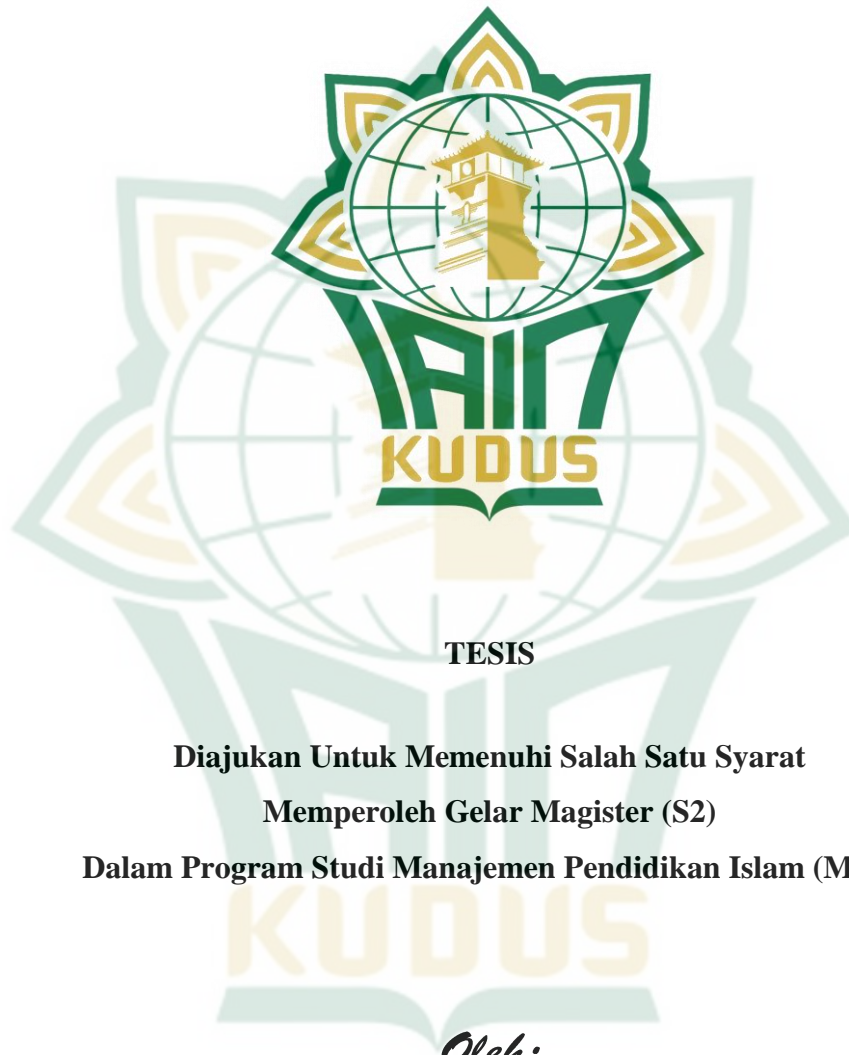 IAIN
KUDUS
TESIS
Diajukan Untuk Memenuhi Salah Satu Syarat
Memperoleh Gelar Magister (S2)
Dalam Program Studi Manajemen Pendidikan Islam (M
Oleh: